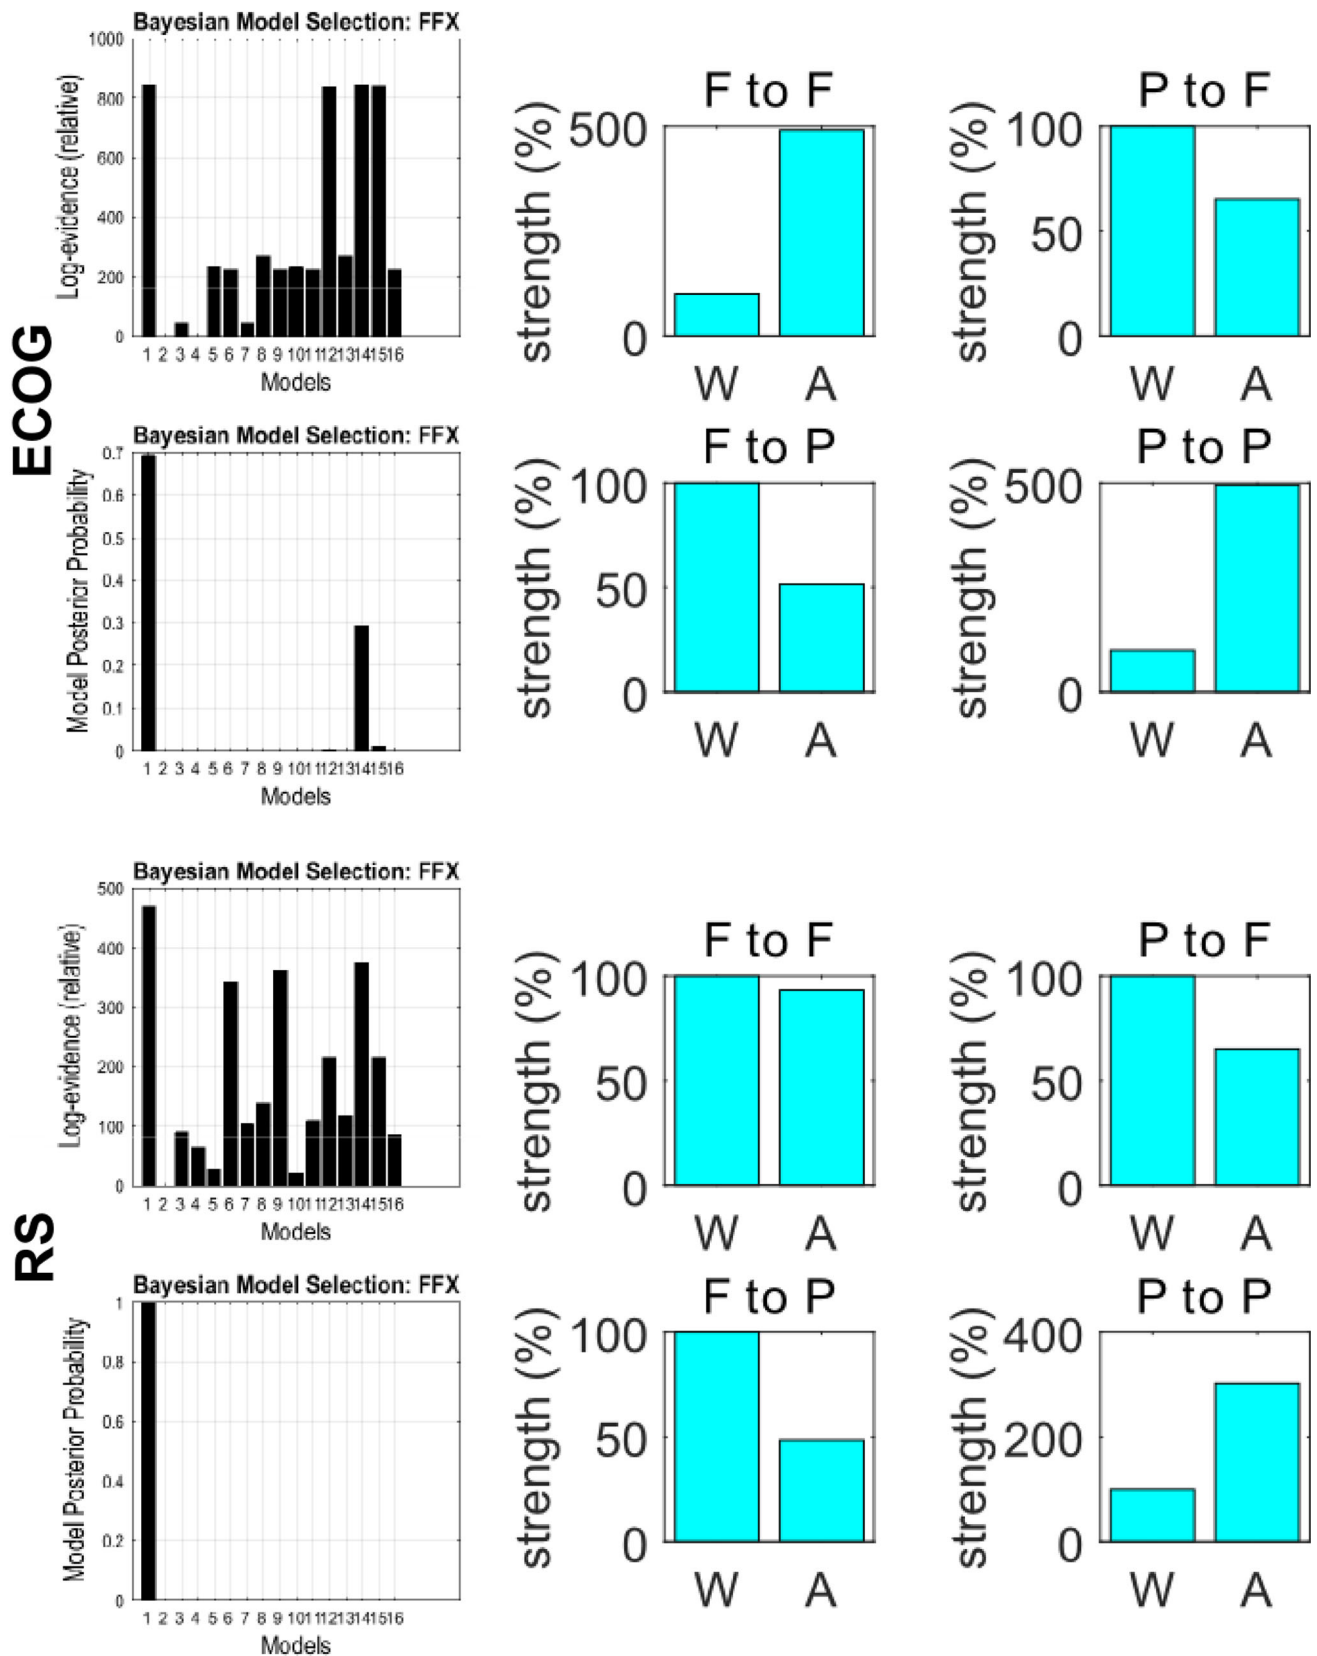 ECOG
Bayesian Model Selection: FFX
Log-evidence (relative)
1000
800
600
400
200
0
1 2 3 4 5 6 7 8 9 10 11 12 13 14 15 16
Models
F to F
strength (%)
500
0
W A
P to F
strength (%)
100
50
0
W A
Bayesian Model Selection: FFX
Model Posterior Probability
0.7
0.6
0.5
0.4
0.3
0.2
0.1
0
1 2 3 4 5 6 7 8 9 10 11 12 13 14 15 16
Models
F to P
strength (%)
100
50
0
W A
P to P
strength (%)
500
0
W A
RS
Bayesian Model Selection: FFX
Log-evidence (relative)
500
400
300
200
100
0
1 2 3 4 5 6 7 8 9 10 11 12 13 14 15 16
Models
F to F
strength (%)
100
50
0
W A
P to F
strength (%)
100
50
0
W A
Bayesian Model Selection: FFX
Model Posterior Probability
1
0.8
0.6
0.4
0.2
0
1 2 3 4 5 6 7 8 9 10 11 12 13 14 15 16
Models
F to P
strength (%)
100
50
0
W A
P to P
strength (%)
400
200
0
W A